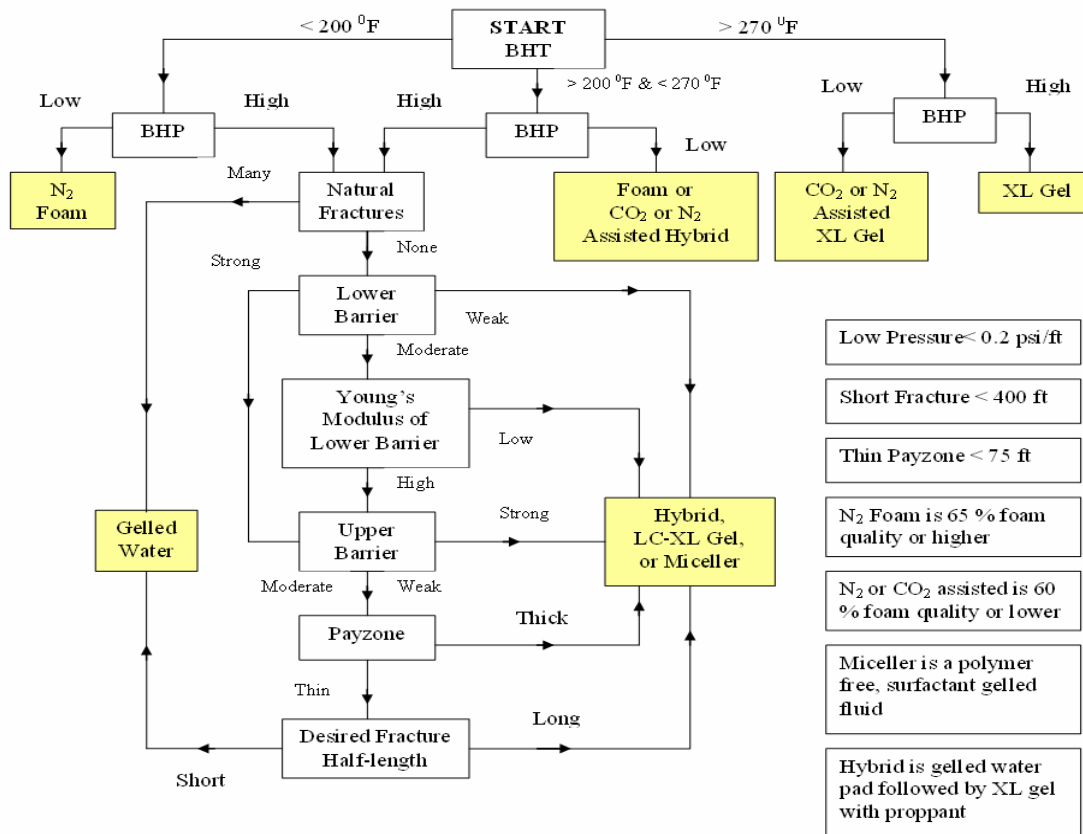 < 200 ⁰F
START
BHT
> 270 ᵁF
> 200 ⁰F & < 270 ⁰F
Low
BHP
High
High
BHP
Low
Low
BHP
High
N₂
Foam
Many
Natural
Fractures
Foam or
CO₂ or N₂
Assisted Hybrid
CO₂ or N₂
Assisted
XL Gel
XL Gel
None
Strong
Lower
Barrier
Weak
Moderate
Young's
Modulus of
Lower Barrier
Low
High
Gelled
Water
Upper
Barrier
Strong
Hybrid,
LC-XL Gel,
or Miceller
Moderate
Weak
Payzone
Thick
Thin
Desired Fracture
Half-length
Long
Short
Low Pressure< 0.2 psi/ft
Short Fracture < 400 ft
Thin Payzone < 75 ft
N₂ Foam is 65 % foam
quality or higher
N₂ or CO₂ assisted is 60
% foam quality or lower
Miceller is a polymer
free, surfactant gelled
fluid
Hybrid is gelled water
pad followed by XL gel
with proppant